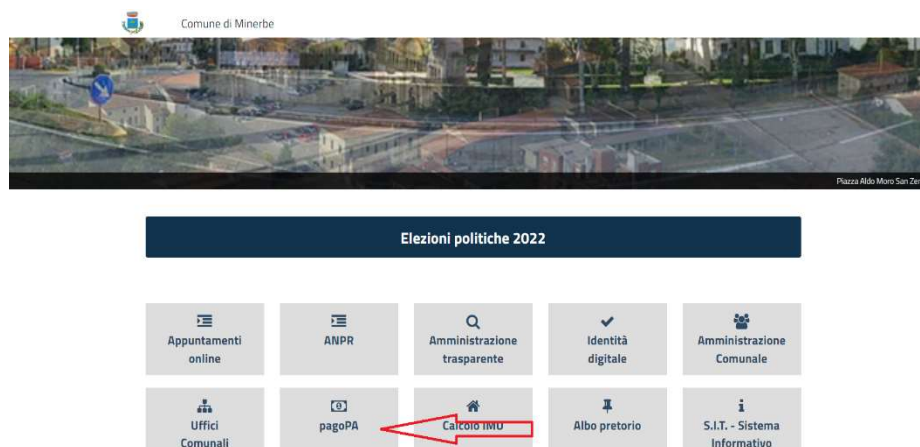 Comune di Minerbe
Piazza Aldo Moro San Zen
Elezioni politiche 2022
Appuntamenti
online
ANPR
Amministrazione
trasparente
Identità
digitale
Amministrazione
Comunale
Uffici
Comunali
pagoPA
Calcolo IMU
Albo pretorio
S.I.T. - Sistema
Informativo